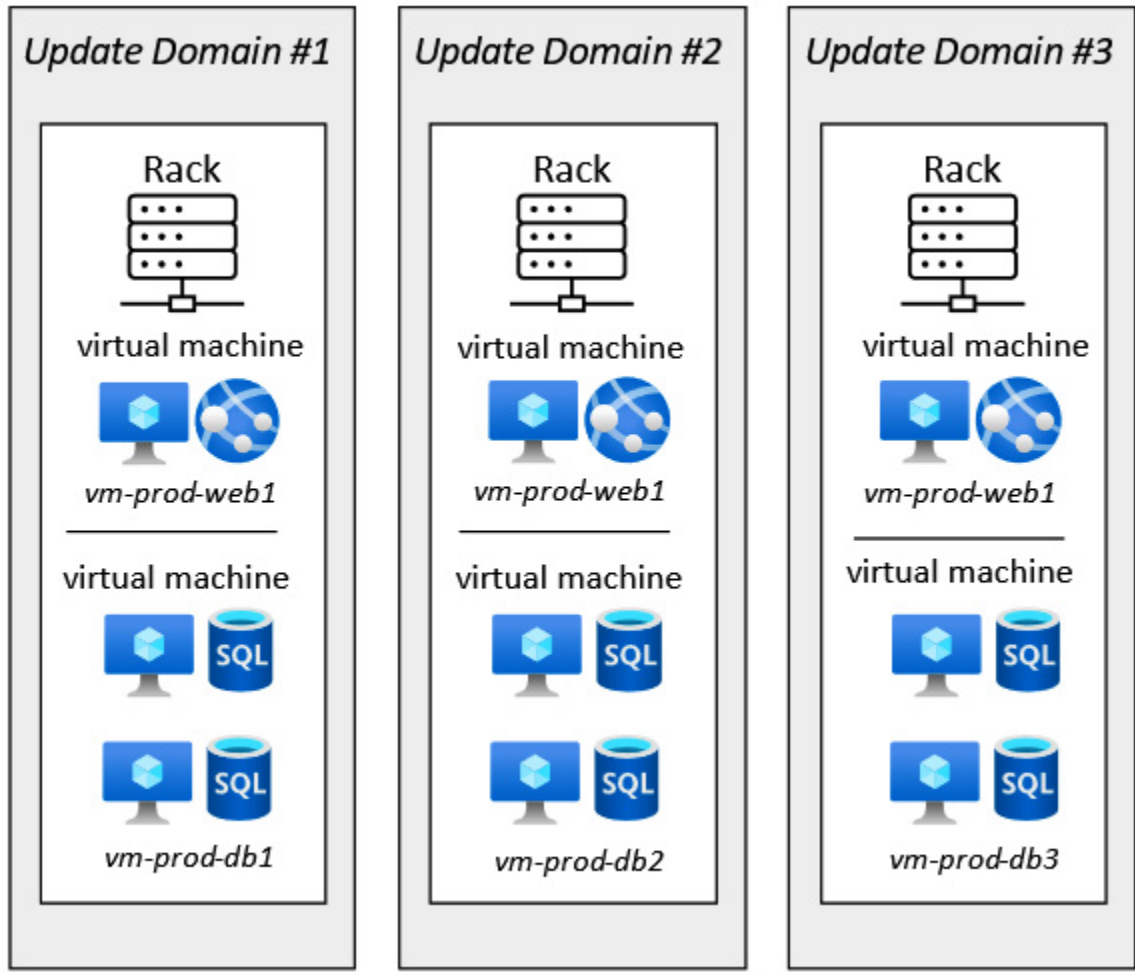 Update Domain #1
Rack
virtual machine
vm-prod-web1
virtual machine
SQL
SQL
vm-prod-db1
Update Domain #2
Rack
virtual machine
vm-prod-web1
virtual machine
SQL
SQL
vm-prod-db2
Update Domain #3
Rack
virtual machine
vm-prod-web1
virtual machine
SQL
SQL
vm-prod-db3